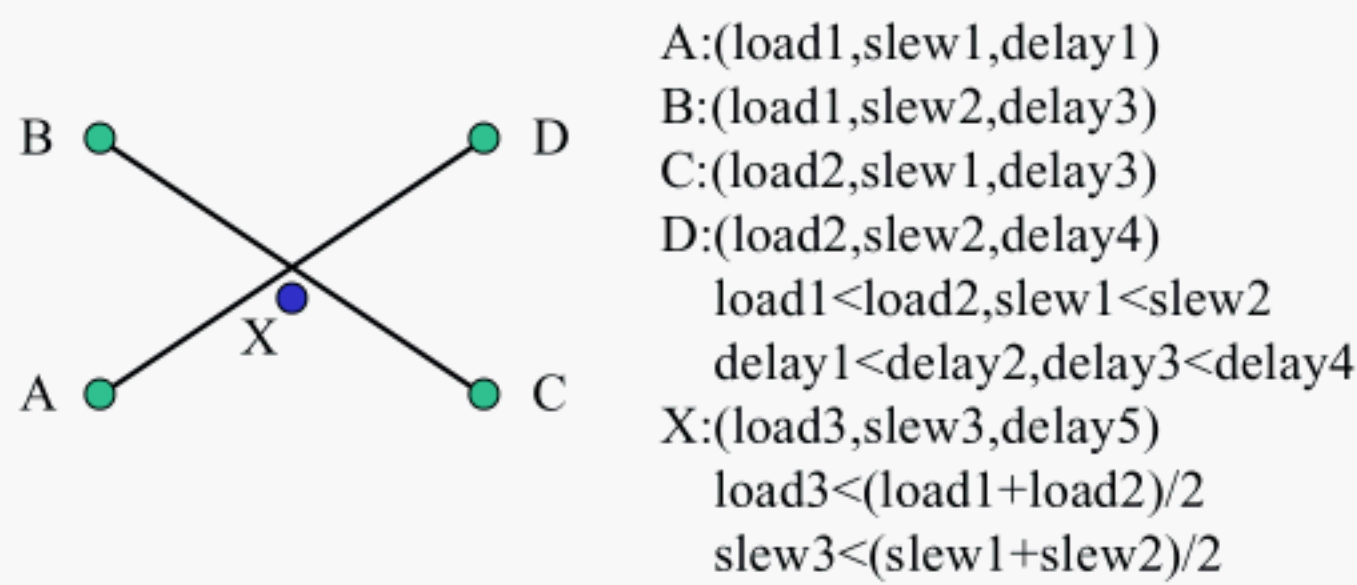 B
D
X
A
C
A:(load1,slew1,delay1)
B:(load1,slew2,delay3)
C:(load2,slew1,delay3)
D:(load2,slew2,delay4)
load1<load2,slew1<slew2
delay1<delay2,delay3<delay4
X:(load3,slew3,delay5)
load3<(load1+load2)/2
slew3<(slew1+slew2)/2